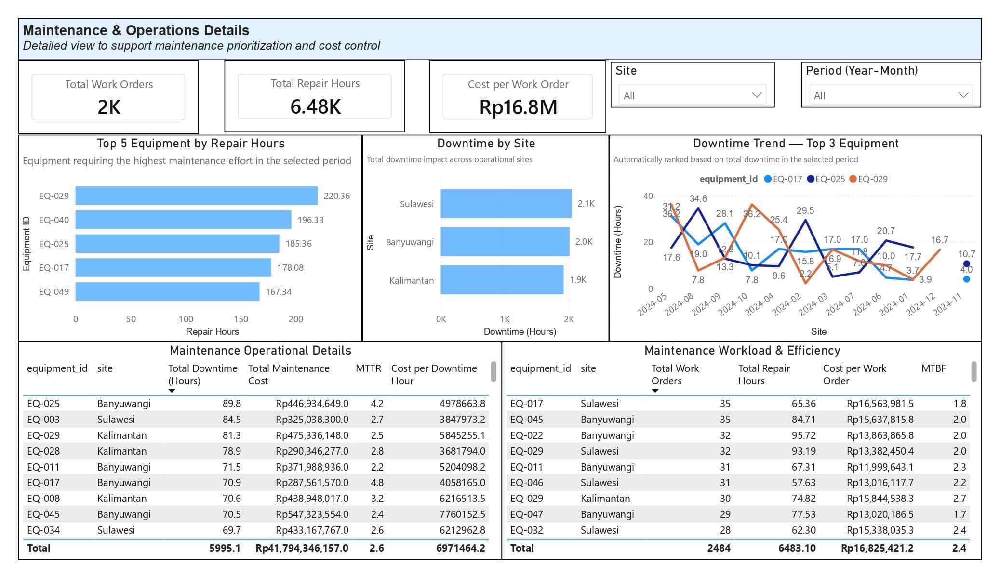 Maintenance & Operations Details
Detailed view to support maintenance prioritization and cost control
Total Work Orders
2K
Total Repair Hours
6.48K
Cost per Work Order
Rp16.8M
Site
All
Period (Year-Month)
All
Top 5 Equipment by Repair Hours
Equipment requiring the highest maintenance effort in the selected period
Equipment ID
EQ-029 220.36
EQ-040 196.33
EQ-025 185.36
EQ-017 178.08
EQ-049 167.34
0 50 100 150 200
Repair Hours
Downtime by Site
Total downtime impact across operational sites
Site
Sulawesi 2.1K
Banyuwangi 2.0K
Kalimantan 1.9K
0K 1K 2K
Downtime (Hours)
Downtime Trend — Top 3 Equipment
Automatically ranked based on total downtime in the selected period
equipment_id EQ-017 EQ-025 EQ-029
Downtime (Hours)
40
20
0
31.2
36.2
17.6
34.6
19.0
7.8
28.1
12.8
13.3
36.2
10.1
7.8
25.4
17.0
9.6
29.5
15.8
2.2
17.0
16.9
5.1
17.0
11.8
7.0
20.7
10.0
4.7
17.7
3.7
3.9
16.7
10.7
4.0
2024-05 2024-08 2024-09 2024-10 2024-04 2024-02 2024-03 2024-07 2024-06 2024-01 2024-12 2024-11
Site
Maintenance Operational Details
equipment_id site Total Downtime (Hours) Total Maintenance Cost MTTR Cost per Downtime Hour
EQ-025 Banyuwangi 89.8 Rp446,934,649.0 4.2 4978663.8
EQ-003 Sulawesi 84.5 Rp325,038,300.0 2.7 3847973.2
EQ-029 Kalimantan 81.3 Rp475,336,148.0 2.5 5845255.1
EQ-028 Kalimantan 78.9 Rp290,346,277.0 2.8 3681794.0
EQ-011 Banyuwangi 71.5 Rp371,988,936.0 2.2 5204098.2
EQ-017 Banyuwangi 70.9 Rp287,561,570.0 4.8 4058165.0
EQ-008 Kalimantan 70.6 Rp438,948,017.0 3.2 6216513.5
EQ-045 Banyuwangi 70.5 Rp547,323,554.0 2.4 7760152.5
EQ-034 Sulawesi 69.7 Rp433,167,767.0 2.6 6212962.8
Total 5995.1 Rp41,794,346,157.0 2.6 6971464.2
Maintenance Workload & Efficiency
equipment_id site Total Work Orders Total Repair Hours Cost per Work Order MTBF
EQ-017 Sulawesi 35 65.36 Rp16,563,981.5 1.8
EQ-045 Banyuwangi 35 84.71 Rp15,637,815.8 2.0
EQ-022 Banyuwangi 32 95.72 Rp13,863,865.8 2.0
EQ-029 Sulawesi 32 93.19 Rp13,382,450.4 2.0
EQ-011 Banyuwangi 31 67.31 Rp11,999,643.1 2.3
EQ-046 Sulawesi 31 57.63 Rp13,016,117.7 2.2
EQ-029 Kalimantan 30 74.82 Rp15,844,538.3 2.7
EQ-047 Banyuwangi 29 77.53 Rp13,020,186.5 1.7
EQ-032 Sulawesi 28 62.30 Rp15,338,035.3 2.4
Total 2484 6483.10 Rp16,825,421.2 2.4